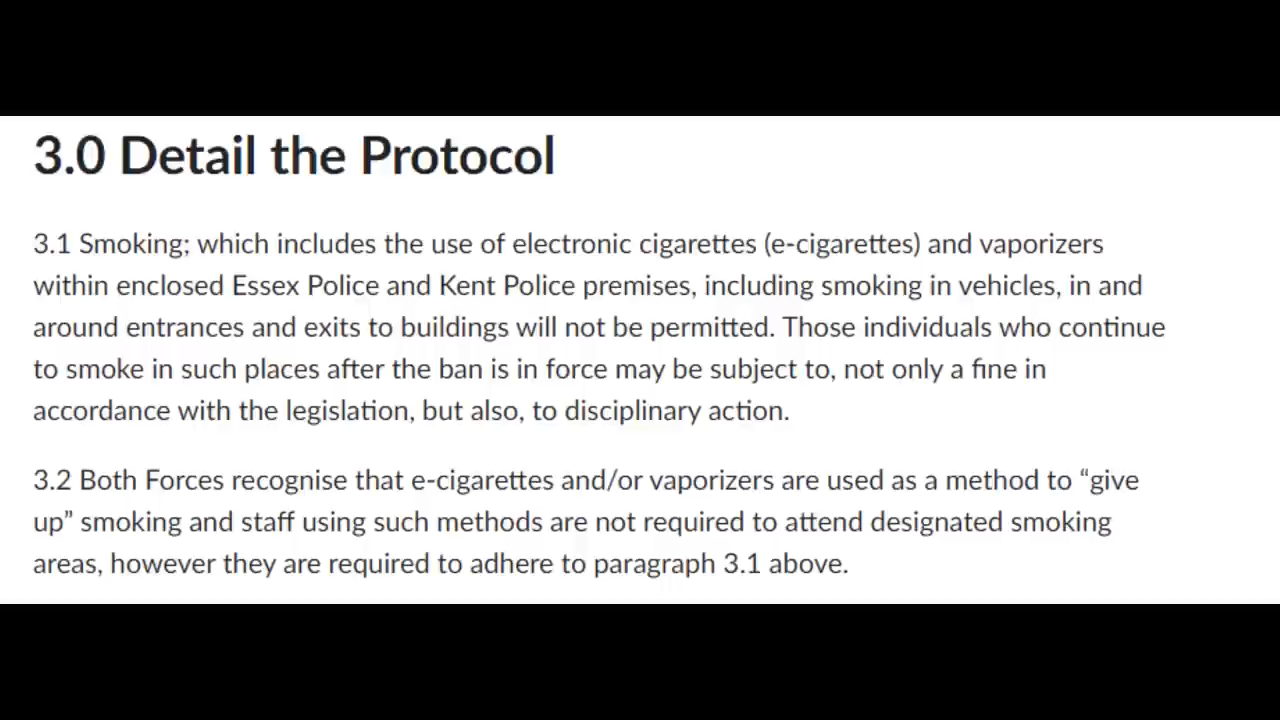 3.0 Detail the Protocol
3.1 Smoking; which includes the use of electronic cigarettes (e-cigarettes) and vaporizers
within enclosed Essex Police and Kent Police premises, including smoking in vehicles, in and
around entrances and exits to buildings will not be permitted. Those individuals who continue
to smoke in such places after the ban is in force may be subject to, not only a fine in
accordance with the legislation, but also, to disciplinary action.
3.2 Both Forces recognise that e-cigarettes and/or vaporizers are used as a method to “give
up” smoking and staff using such methods are not required to attend designated smoking
areas, however they are required to adhere to paragraph 3.1 above.